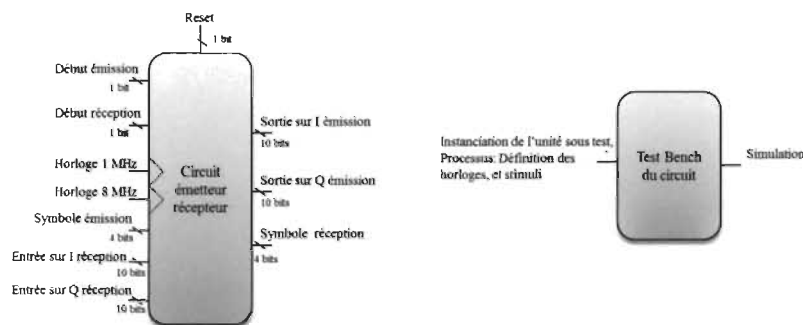 Reset
1 bit
Début émission
1 bit
Début réception
1 bit
Horloge 1 MHz
Horloge 8 MHz
Symbole émission
4 bits
Entrée sur I réception
10 bits
Entrée sur Q réception
10 bits
Circuit
émetteur
récepteur
Sortie sur I émission
10 bits
Sortie sur Q émission
10 bits
Symbole réception
4 bits
Instanciation de l'unité sous test,
Processus: Définition des
horloges, et stimuli
Test Bench
du circuit
Simulation